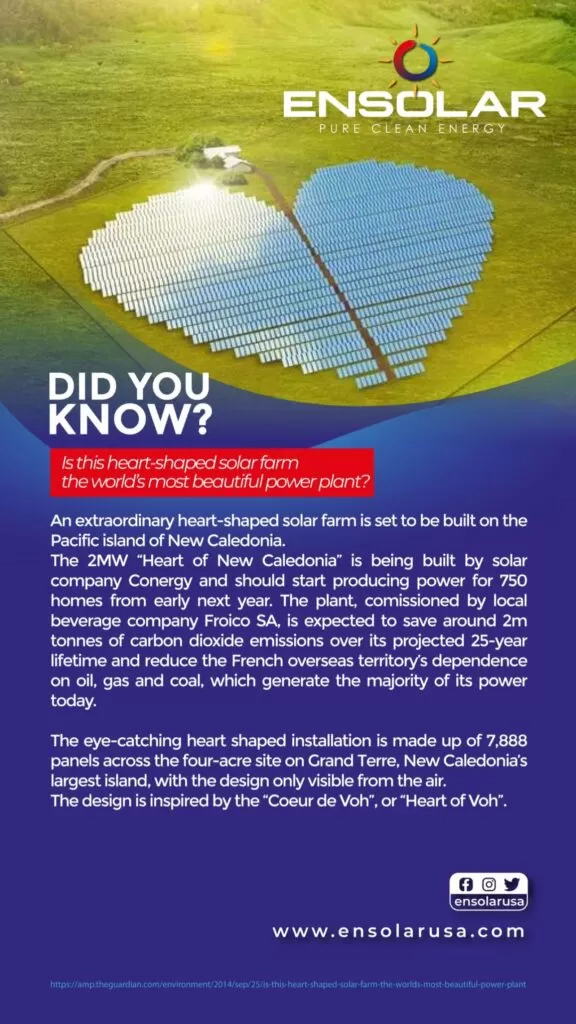 ENSOLAR
PURE CLEAN ENERGY
DID YOU
KNOW?
Is this heart-shaped solar farm
the world's most beautiful power plant?
An extraordinary heart-shaped solar farm is set to be built on the
Pacific island of New Caledonia.
The 2MW “Heart of New Caledonia” is being built by solar
company Conergy and should start producing power for 750
homes from early next year. The plant, comissioned by local
beverage company Froico SA, is expected to save around 2m
tonnes of carbon dioxide emissions over its projected 25-year
lifetime and reduce the French overseas territory's dependence
on oil, gas and coal, which generate the majority of its power
today.
The eye-catching heart shaped installation is made up of 7,888
panels across the four-acre site on Grand Terre, New Caledonia's
largest island, with the design only visible from the air.
The design is inspired by the “Coeur de Voh”, or “Heart of Voh”.
ensolarusa
www.ensolarusa.com
https://amp.theguardian.com/environment/2014/sep/25/is-this-heart-shaped-solar-farm-the-worlds-most-beautiful-power-plant